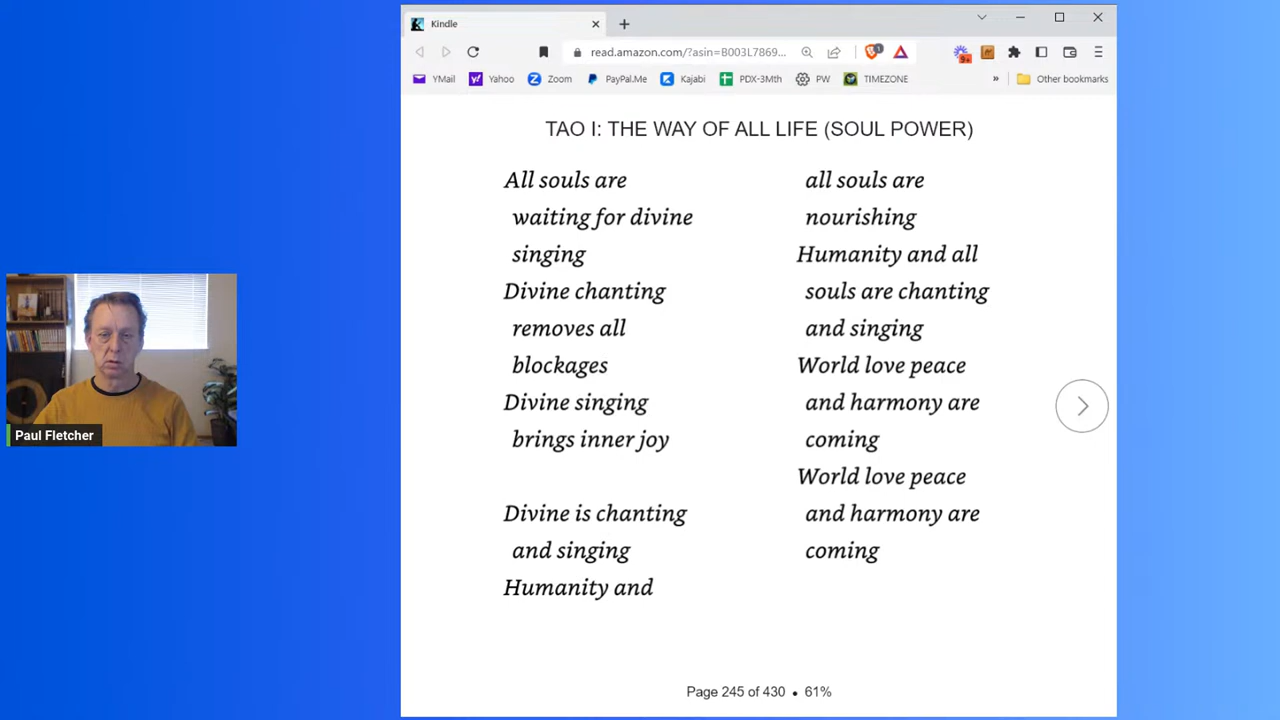 Kindle
read.amazon.com/?asin=B003L7869...
YMail
Yahoo
Zoom
PayPal.Me
Kajabi
PDX-3Mth
PW
TIMEZONE
»
Other bookmarks
TAO I: THE WAY OF ALL LIFE (SOUL POWER)
All souls are
waiting for divine
singing
Divine chanting
removes all
blockages
Divine singing
brings inner joy
Divine is chanting
and singing
Humanity and
all souls are
nourishing
Humanity and all
souls are chanting
and singing
World love peace
and harmony are
coming
World love peace
and harmony are
coming
Page 245 of 430 • 61%
Paul Fletcher